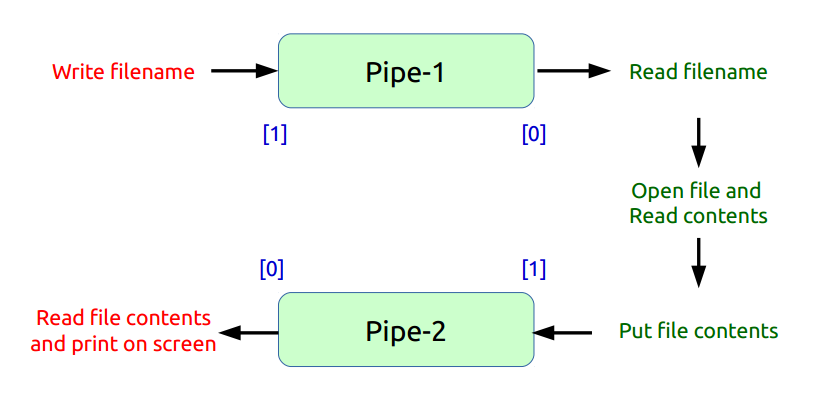 Write filename
Pipe-1
Read filename
[1]
[0]
Open file and
Read contents
[0]
[1]
Read file contents
and print on screen
Pipe-2
Put file contents